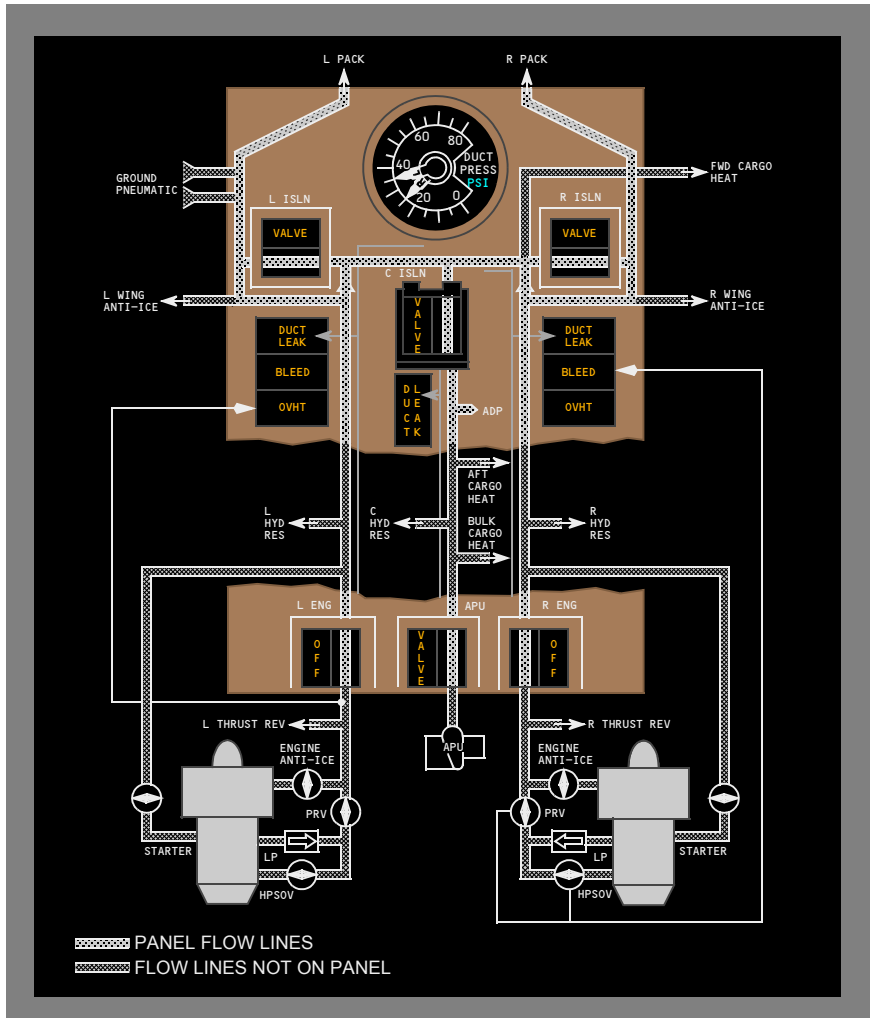 L PACK
R PACK
60
80
40
20
0
DUCT
PRESS
PSI
GROUND
PNEUMATIC
FWD CARGO
HEAT
L ISLN
R ISLN
VALVE
VALVE
C ISLN
L WING
ANTI-ICE
R WING
ANTI-ICE
VALVE
DUCT
LEAK
BLEED
OVHT
DUCT
LEAK
DUCT
LEAK
BLEED
OVHT
ADP
AFT
CARGO
HEAT
L
HYD
RES
C
HYD
RES
BULK
CARGO
HEAT
R
HYD
RES
L ENG
APU
R ENG
OFF
VALVE
OFF
L THRUST REV
R THRUST REV
ENGINE
ANTI-ICE
APU
ENGINE
ANTI-ICE
PRV
PRV
STARTER
LP
LP
STARTER
HPSOV
HPSOV
PANEL FLOW LINES
FLOW LINES NOT ON PANEL